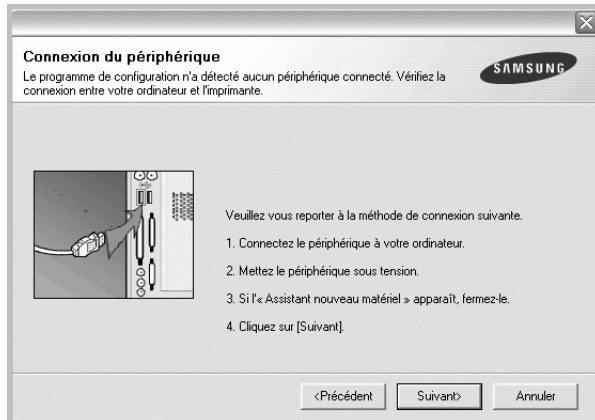 Connexion du périphérique
Le programme de configuration n'a détecté aucun périphérique connecté. Vérifiez la
connexion entre votre ordinateur et l'imprimante.
SAMSUNG
Veuillez vous reporter à la méthode de connexion suivante.
1. Connectez le périphérique à votre ordinateur.
2. Mettez le périphérique sous tension.
3. Si l'« Assistant nouveau matériel » apparaît, fermez-le.
4. Cliquez sur [Suivant].
<Précédent
Suivant>
Annuler